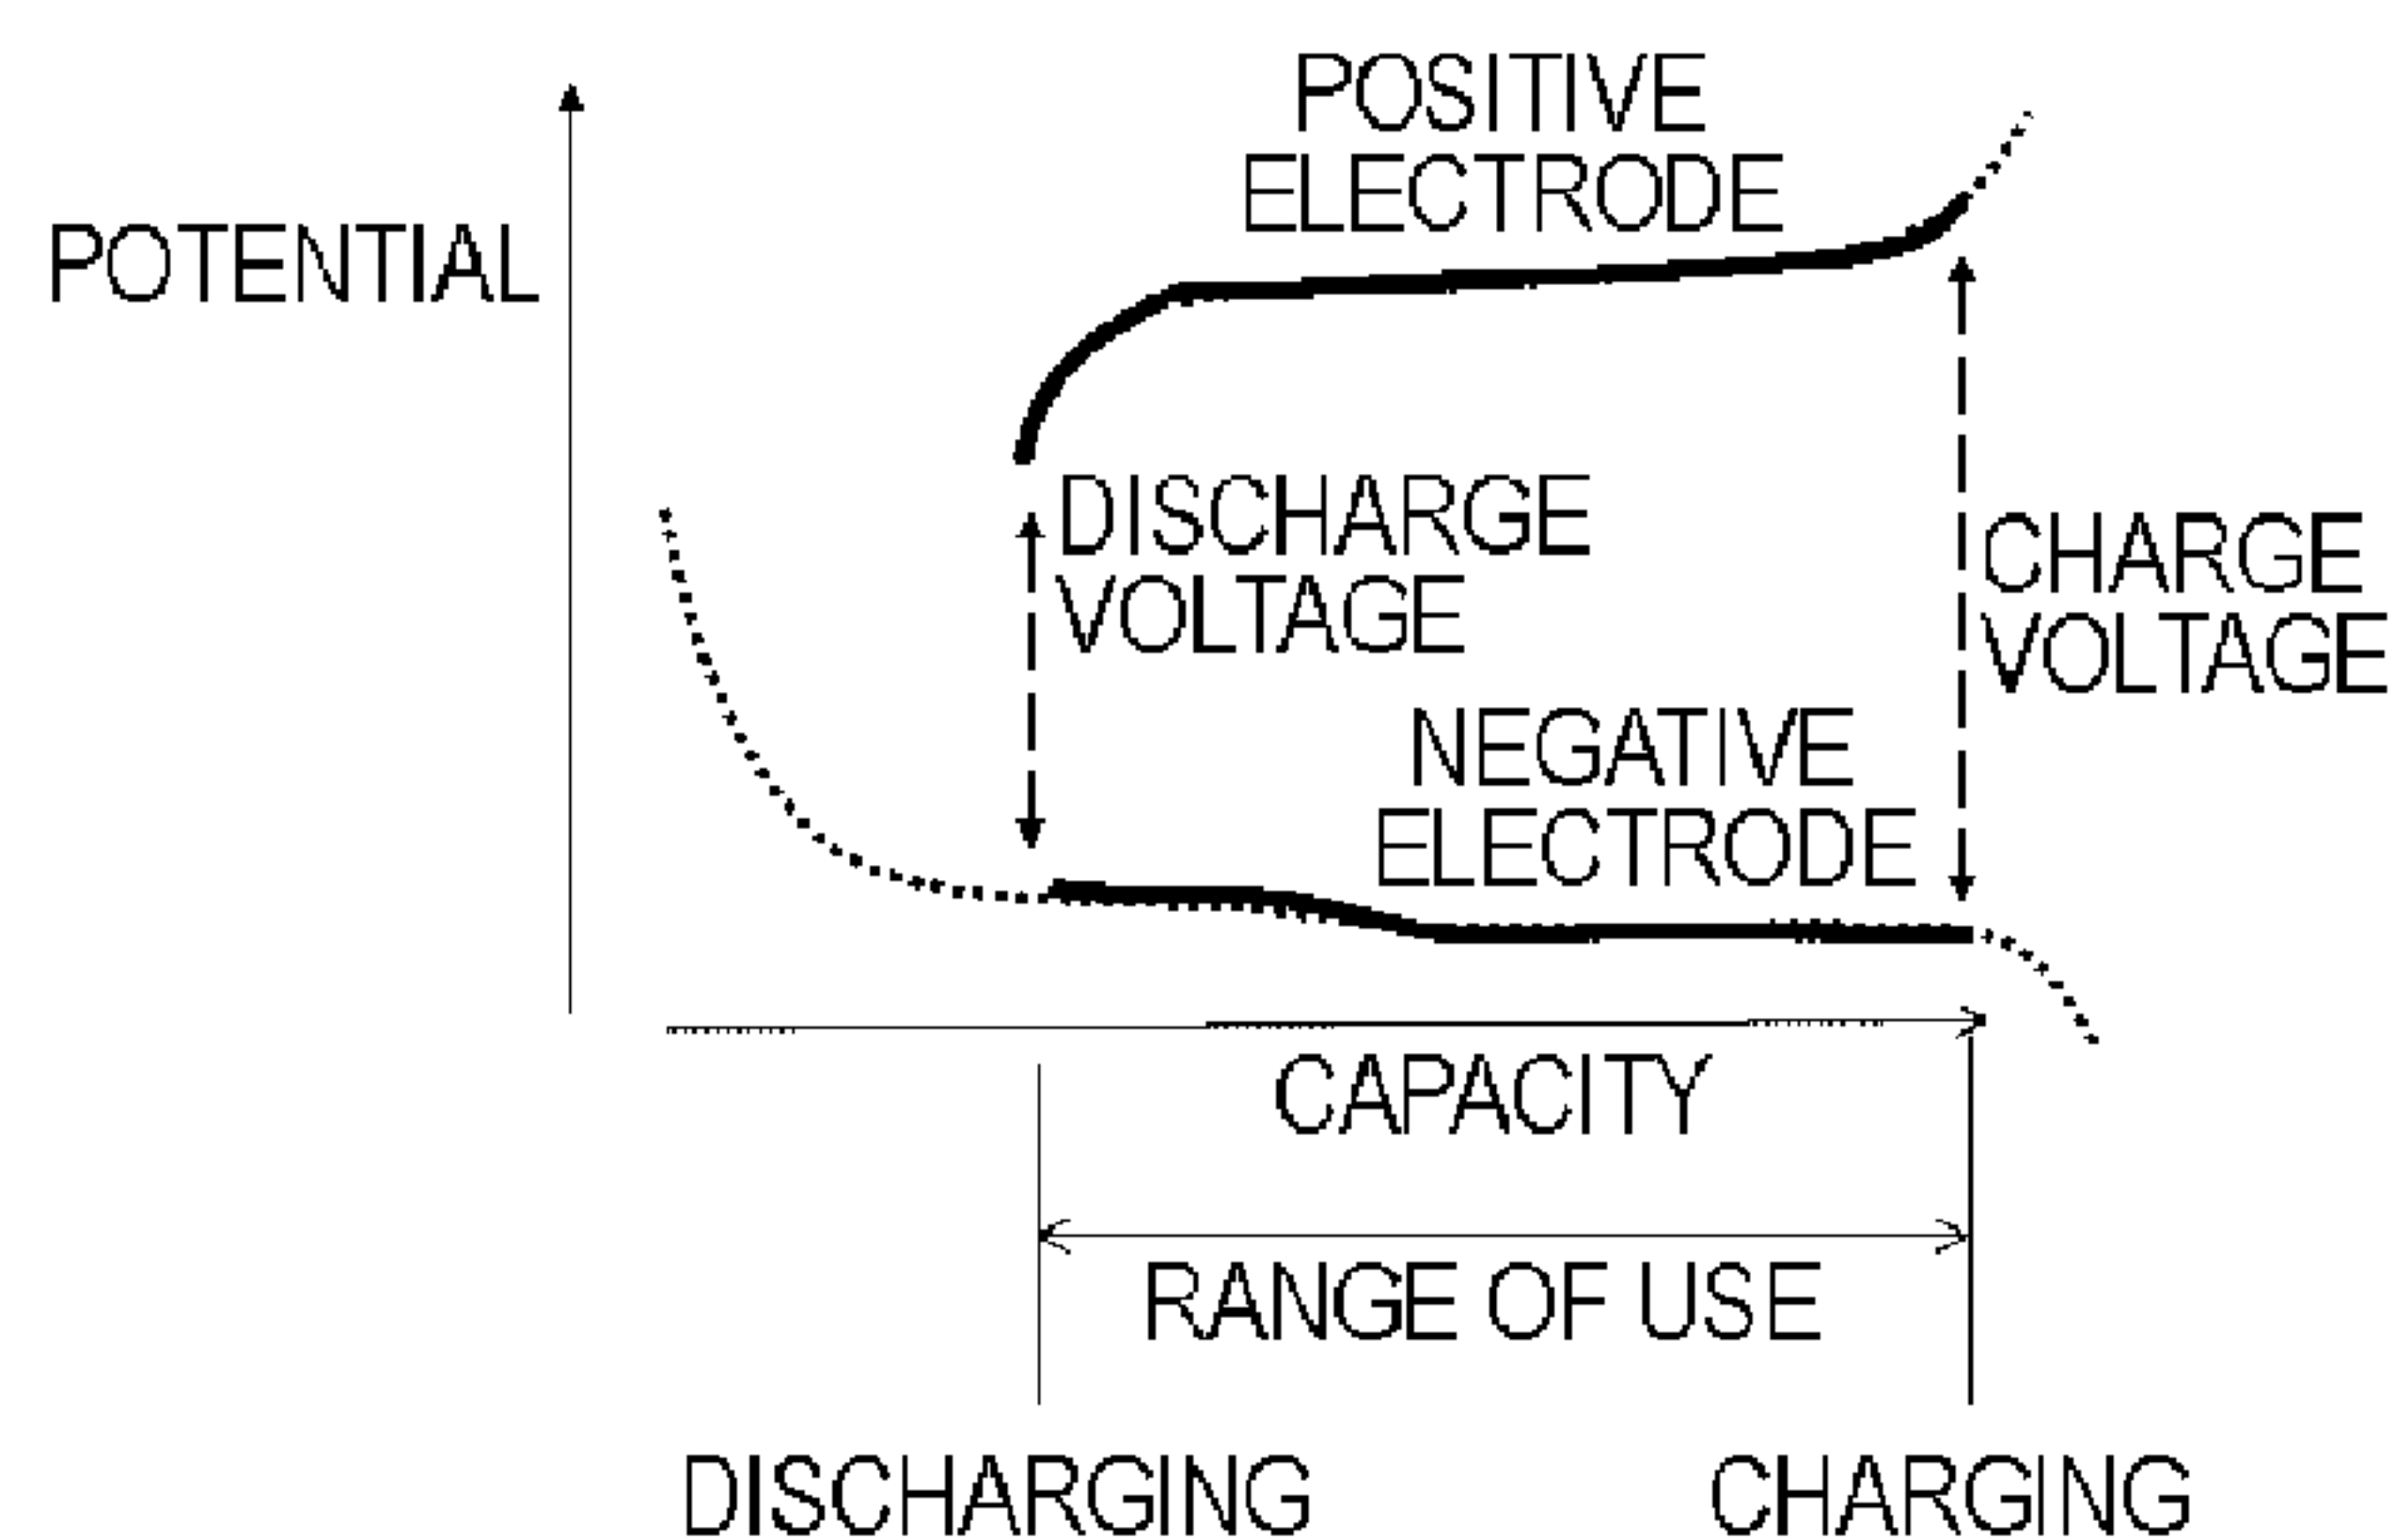 POSITIVE
ELECTRODE
POTENTIAL
DISCHARGE
VOLTAGE
CHARGE
VOLTAGE
NEGATIVE
ELECTRODE
CAPACITY
RANGE OF USE
DISCHARGING
CHARGING